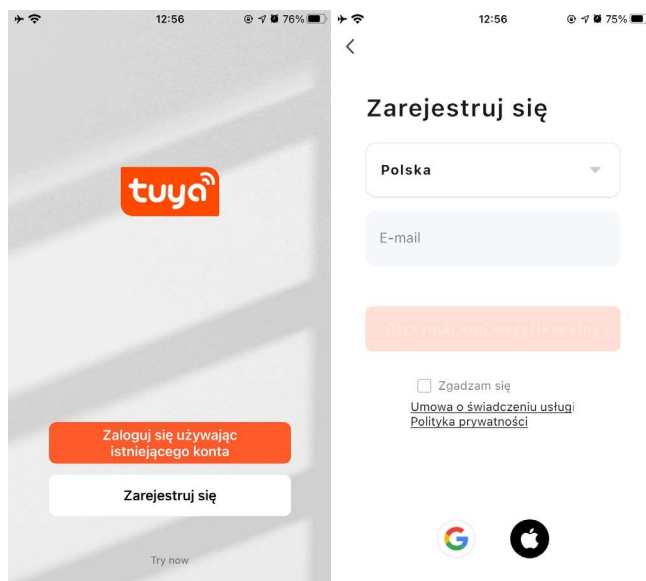 12:56
76%
tuya
Zaloguj się używając
istniejącego konta
Zarejestruj się
Try now
12:56
75%
Zarejestruj się
Polska
E-mail
Otrzymaj kod weryfikacyjny
Zgadzam się
Umowa o świadczeniu usługi
Polityka prywatności